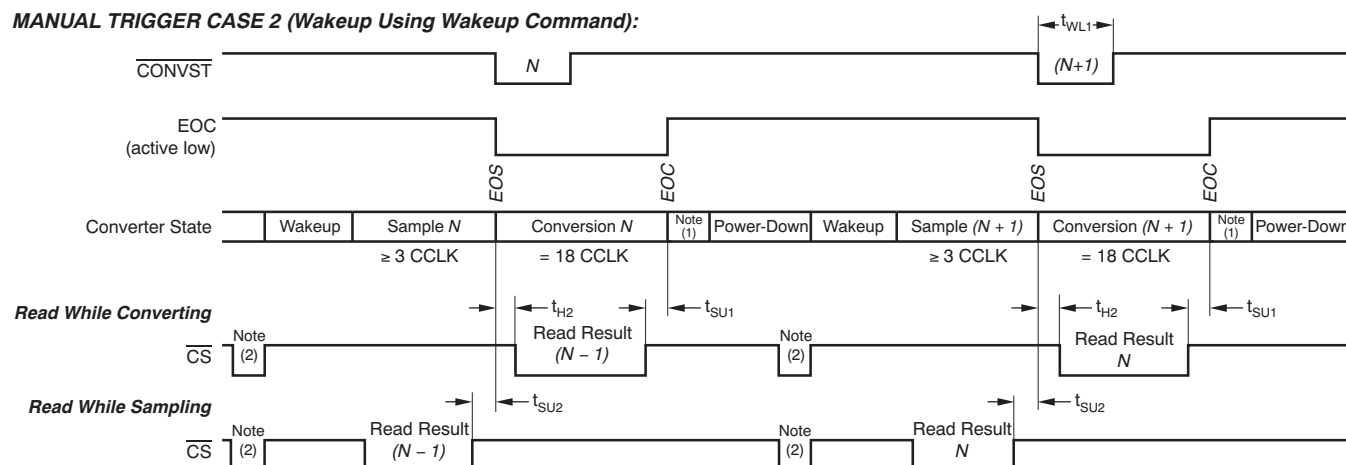 MANUAL TRIGGER CASE 2 (Wakeup Using Wakeup Command):
tWL1
CONVST
N
(N+1)
EOC
(active low)
EOS
EOC
EOS
EOC
Converter State
Wakeup
Sample N
Conversion N
Note (1)
Power-Down
Wakeup
Sample (N + 1)
Conversion (N + 1)
Note (1)
Power-Down
≥ 3 CCLK
= 18 CCLK
≥ 3 CCLK
= 18 CCLK
Read While Converting
tH2
tSU1
tH2
tSU1
CS
Note (2)
Read Result (N − 1)
Note (2)
Read Result N
Read While Sampling
tSU2
tSU2
CS
Note (2)
Read Result (N − 1)
Note (2)
Read Result N